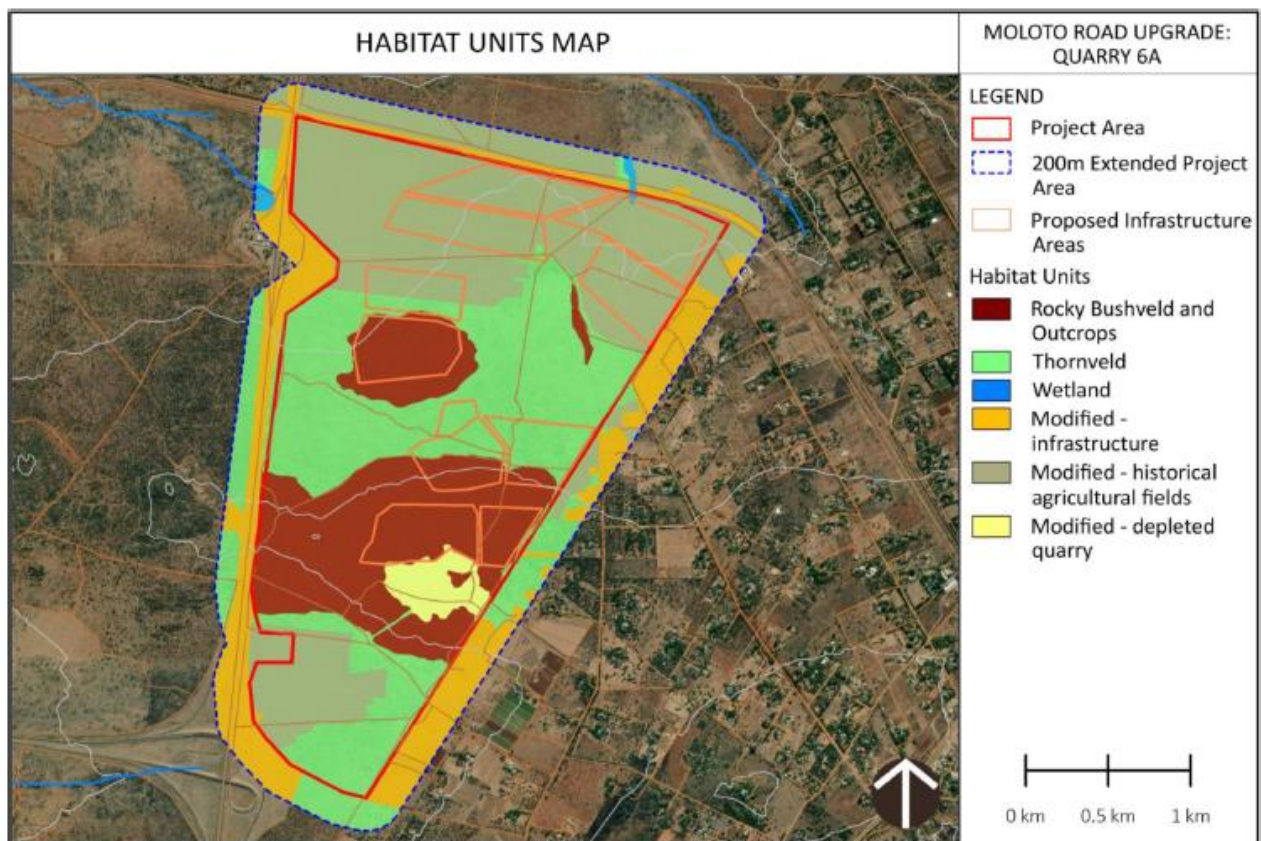 HABITAT UNITS MAP
MOLOTO ROAD UPGRADE:
QUARRY 6A
LEGEND
Project Area
200m Extended Project
Area
Proposed Infrastructure
Areas
Habitat Units
Rocky Bushveld and
Outcrops
Thornveld
Wetland
Modified -
infrastructure
Modified - historical
agricultural fields
Modified - depleted
quarry
0 km 0.5 km 1 km